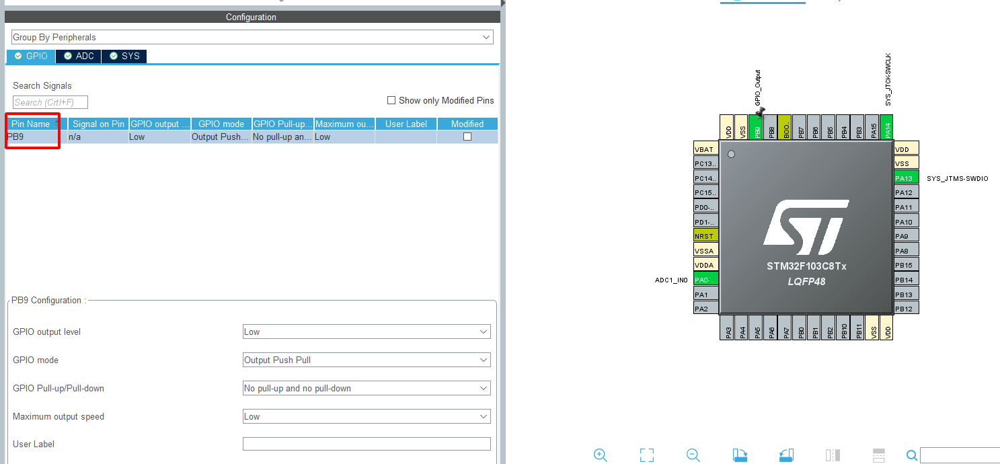 Configuration
Group By Peripherals
GPIO
ADC
SYS
Search Signals
Search (Crtl+F)
Show only Modified Pins
Pin Name
Signal on Pin
GPIO output ...
GPIO mode
GPIO Pull-up...
Maximum ou...
User Label
Modified
PB9
n/a
Low
Output Push...
No pull-up an...
Low
PB9 Configuration :
GPIO output level
Low
GPIO mode
Output Push Pull
GPIO Pull-up/Pull-down
No pull-up and no pull-down
Maximum output speed
Low
User Label
GPIO_Output
SYS_JTCK-SWCLK
VDD
VSS
PB9
PB8
BOO..
PB7
PB6
PB5
PB4
PB3
PA15
PA14
VBAT
PC13..
PC14..
PC15..
PD0-..
PD1-..
NRST
VSSA
VDDA
ADC1_IN0
PA0-..
PA1
PA2
VDD
VSS
PA13
SYS_JTMS-SWDIO
PA12
PA11
PA10
PA9
PA8
PB15
PB14
PB13
PB12
ST
STM32F103C8Tx
LQFP48
PA3
PA4
PA5
PA6
PA7
PB0
PB1
PB2
PB10
PB11
VSS
VDD